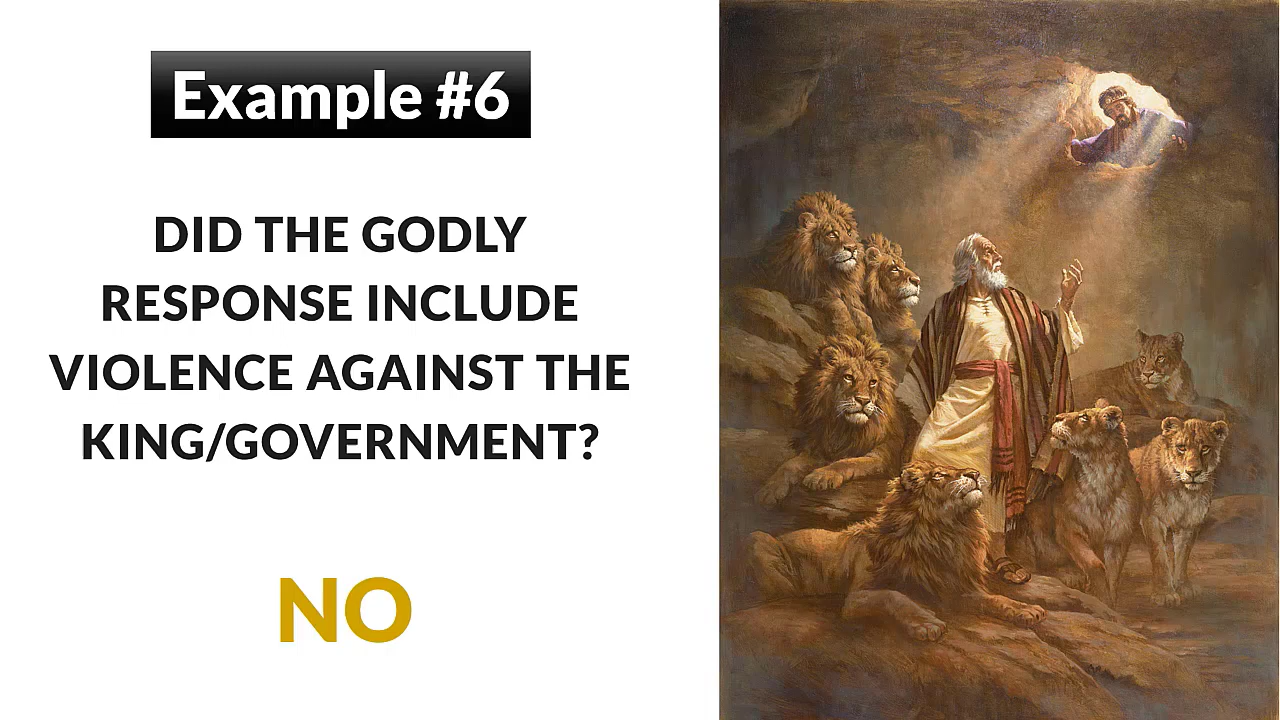 Example #6
DID THE GODLY
RESPONSE INCLUDE
VIOLENCE AGAINST THE
KING/GOVERNMENT?
NO